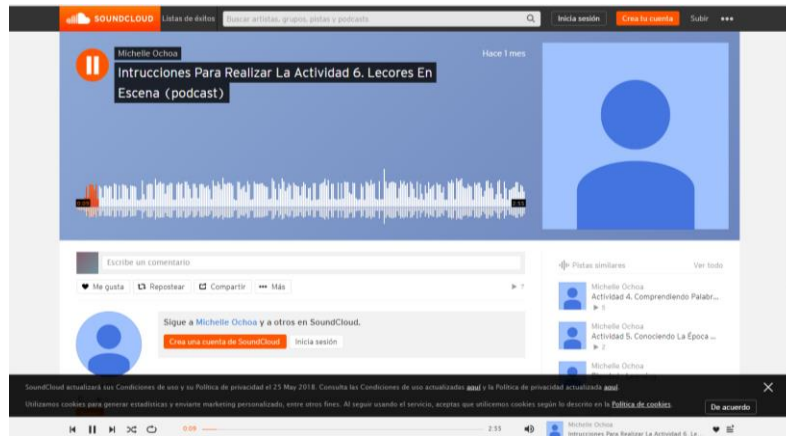 SOUNDCLOUD Listas de éxitos Buscar artistas, grupos, pistas y podcasts Inicia sesión Crea tu cuenta Subir
Michelle Ochoa Hace 1 mes
Intrucciones Para Realizar La Actividad 6. Lecores En
Escena (podcast)
0:09 2:33
Escribe un comentario
Me gusta Repostear Compartir Más 7
Pistas similares Ver todo
Michelle Ochoa
Actividad 4. Comprendiendo Palabr...
5
Sigue a Michelle Ochoa y a otros en SoundCloud.
Crea una cuenta de SoundCloud Inicia sesión
Michelle Ochoa
Actividad 5. Conociendo La Época ...
2
Michelle Ochoa
SoundCloud actualizará sus Condiciones de uso y su Política de privacidad el 25 May 2018. Consulta las Condiciones de uso actualizadas aquí y la Política de privacidad actualizada aquí.
Utilizamos cookies para generar estadísticas y enviarte marketing personalizado, entre otros fines. Al seguir usando el servicio, aceptas que utilicemos cookies según lo descrito en la Política de cookies.
De acuerdo
0:09 2:33
Michelle Ochoa
Intrucciones Para Realizar La Actividad 6. Le...